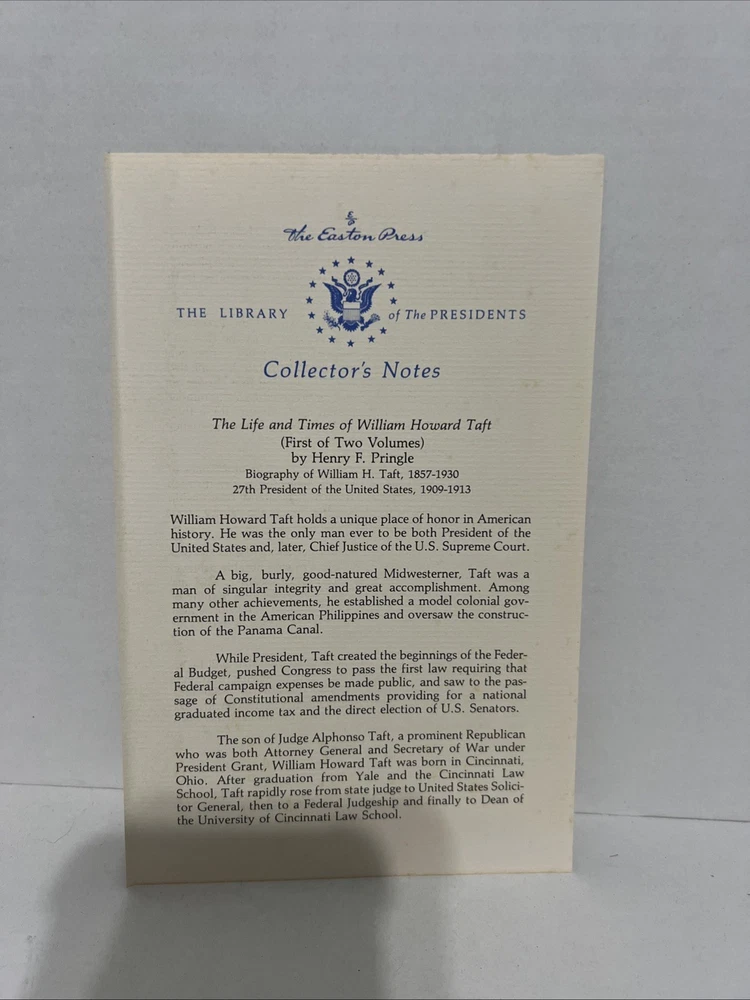 The Easton Press
THE LIBRARY of The PRESIDENTS
Collector's Notes
The Life and Times of William Howard Taft
(First of Two Volumes)
by Henry F. Pringle
Biography of William H. Taft, 1857-1930
27th President of the United States, 1909-1913
William Howard Taft holds a unique place of honor in American
history. He was the only man ever to be both President of the
United States and, later, Chief Justice of the U.S. Supreme Court.
A big, burly, good-natured Midwesterner, Taft was a
man of singular integrity and great accomplishment. Among
many other achievements, he established a model colonial gov-
ernment in the American Philippines and oversaw the construc-
tion of the Panama Canal.
While President, Taft created the beginnings of the Feder-
al Budget, pushed Congress to pass the first law requiring that
Federal campaign expenses be made public, and saw to the pas-
sage of Constitutional amendments providing for a national
graduated income tax and the direct election of U.S. Senators.
The son of Judge Alphonso Taft, a prominent Republican
who was both Attorney General and Secretary of War under
President Grant, William Howard Taft was born in Cincinnati,
Ohio. After graduation from Yale and the Cincinnati Law
School, Taft rapidly rose from state judge to United States Solici-
tor General, then to a Federal Judgeship and finally to Dean of
the University of Cincinnati Law School.